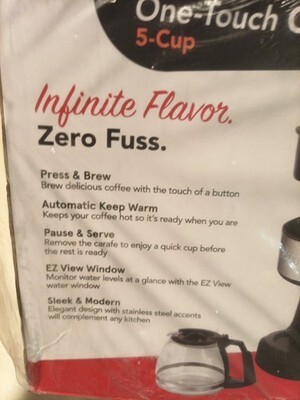 One-Touch
5-Cup
Infinite Flavor.
Zero Fuss.
Press & Brew
Brew delicious coffee with the touch of a button
Automatic Keep Warm
Keeps your coffee hot so it's ready when you are
Pause & Serve
Remove the carafe to enjoy a quick cup before
the rest is ready
EZ View Window
Monitor water levels at a glance with the EZ View
water window
Sleek & Modern
Elegant design with stainless steel accents
will complement any kitchen